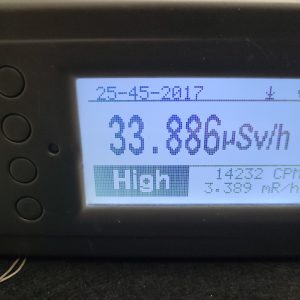 25-45-2017
33.886µSv/h
High
14232 CPM
3.389 mR/h